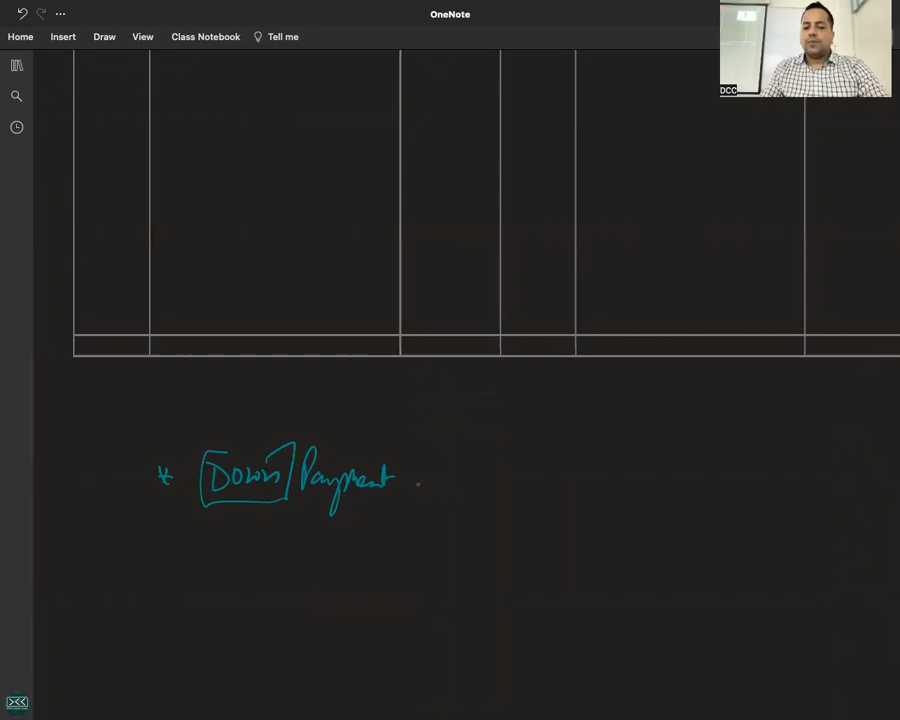 OneNote
Home Insert Draw View Class Notebook Tell me
DCC
* Down Payment